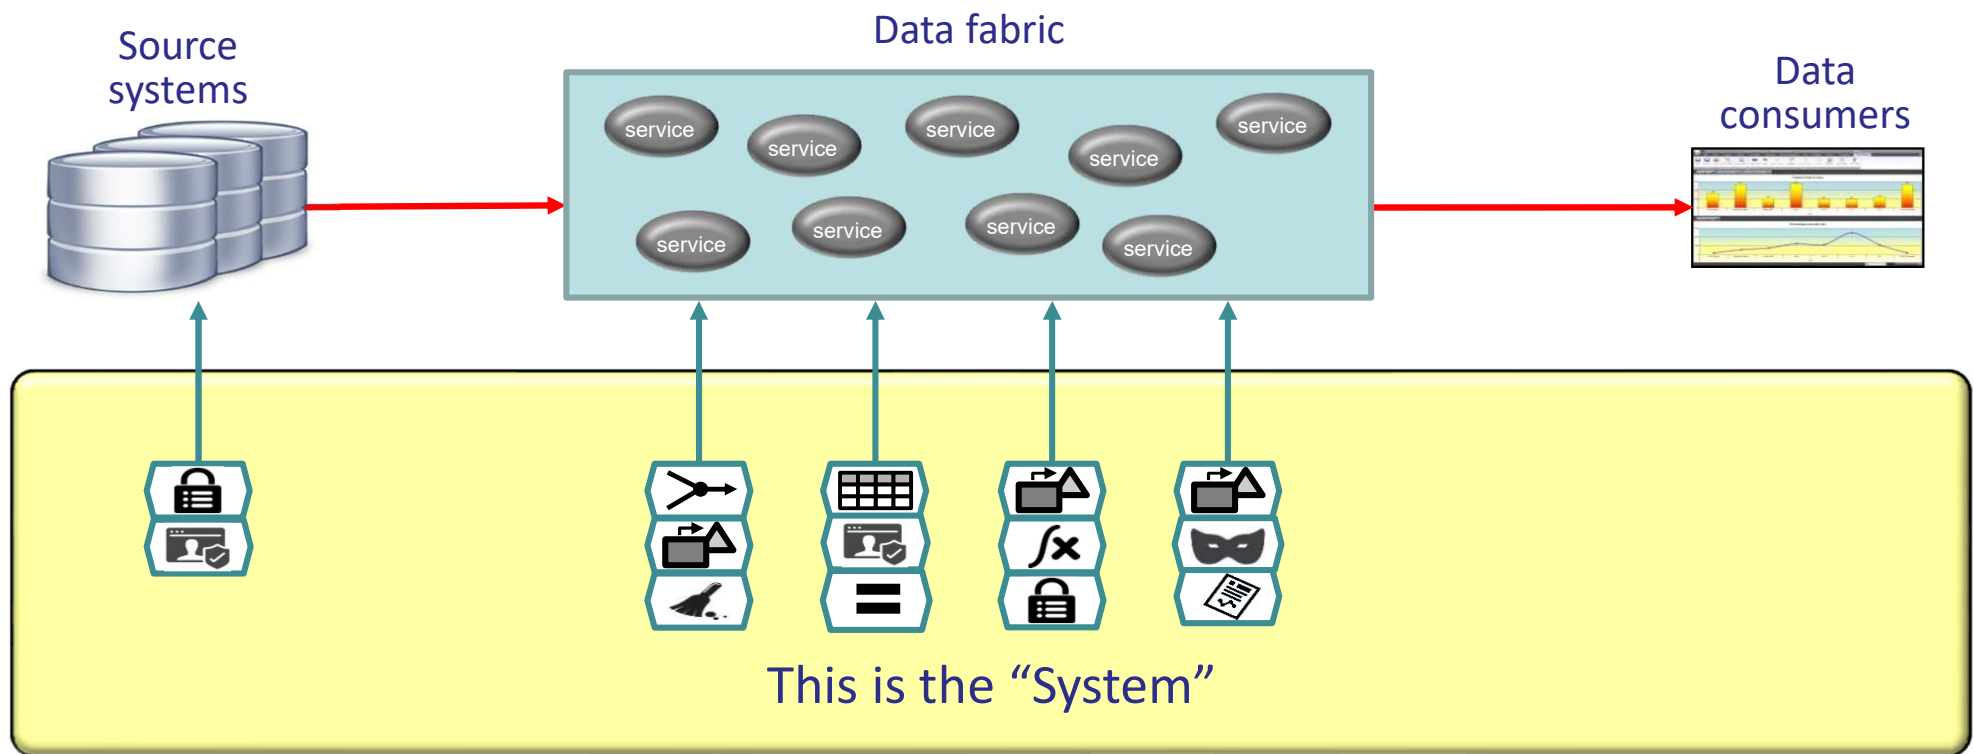 Source
systems
Data fabric
Data
consumers
service
service
service
service
service
service
service
service
service
This is the “System”